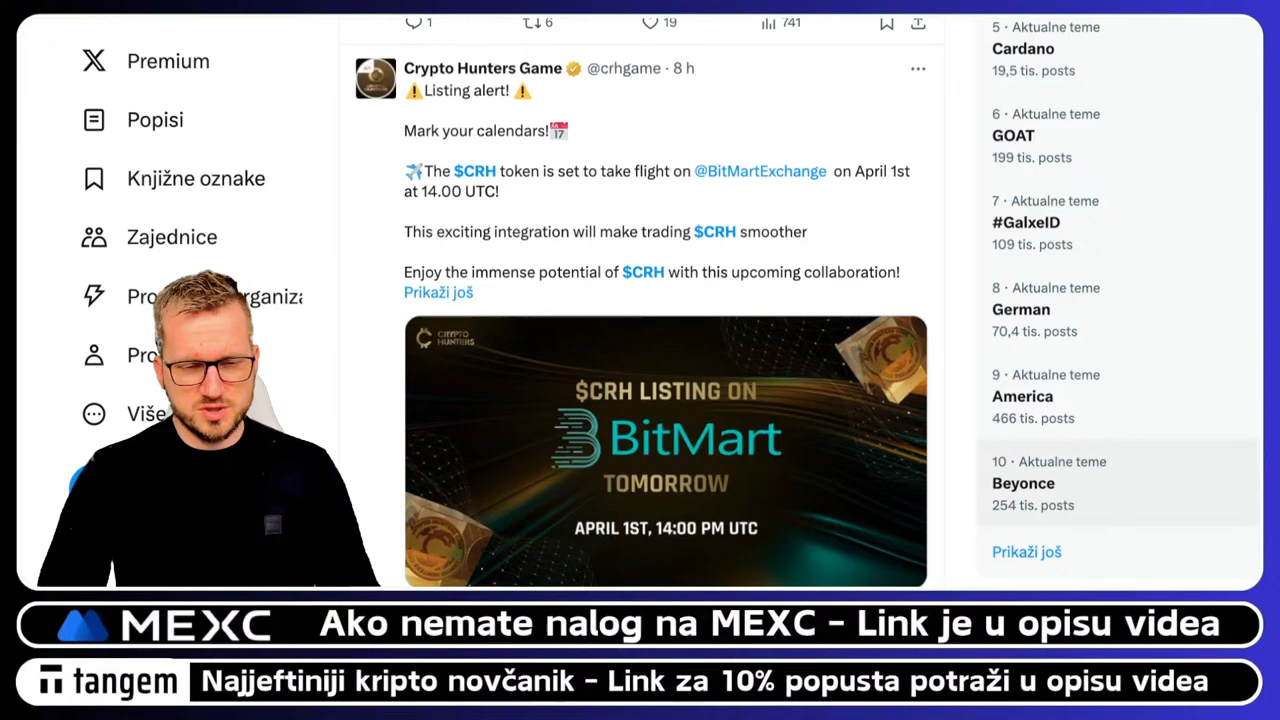 1 6 19 741
Premium
Popisi
Knjižne oznake
Zajednice
Više
Crypto Hunters Game @crhgame · 8 h
⚠️Listing alert! ⚠️
Mark your calendars!📅
✈️The $CRH token is set to take flight on @BitMartExchange on April 1st
at 14.00 UTC!
This exciting integration will make trading $CRH smoother
Enjoy the immense potential of $CRH with this upcoming collaboration!
Prikaži još
CRYPTO
HUNTERS
$CRH LISTING ON
BitMart
TOMORROW
APRIL 1ST, 14:00 PM UTC
5 · Aktualne teme
Cardano
19,5 tis. posts
6 · Aktualne teme
GOAT
199 tis. posts
7 · Aktualne teme
#GalxeID
109 tis. posts
8 · Aktualne teme
German
70,4 tis. posts
9 · Aktualne teme
America
466 tis. posts
10 · Aktualne teme
Beyonce
254 tis. posts
Prikaži još
MEXC Ako nemate nalog na MEXC - Link je u opisu videa
tangem Najjeftiniji kripto novčanik - Link za 10% popusta potraži u opisu videa